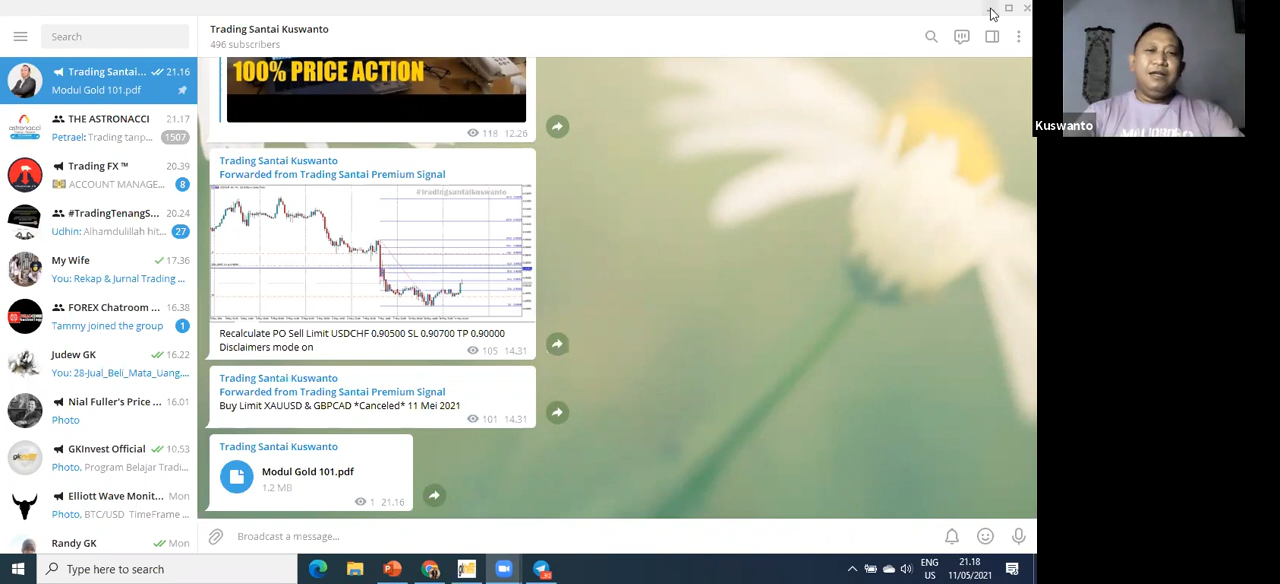 Search
Trading Santai Kuswanto
496 subscribers
Trading Santai... 21.16
Modul Gold 101.pdf
THE ASTRONACCI 21.17
Petrael: Trading tanp... 1507
Trading FX ™ 20.39
ACCOUNT MANAGE... 8
#TradingTenangS... 20.24
Udhin: Alhamdulillah hit... 27
My Wife 17.36
You: Rekap & Jurnal Trading ...
FOREX Chatroom ... 16.38
Tammy joined the group 1
Judew GK 16.22
You: 28-Jual_Beli_Mata_Uang....
Nial Fuller's Price ... 16.01
Photo
GKInvest Official 10.53
Photo, Program Belajar Tradi...
Elliott Wave Monit... Mon
Photo, BTC/USD TimeFrame ...
Randy GK Mon
100% PRICE ACTION
118 12.26
Trading Santai Kuswanto
Forwarded from Trading Santai Premium Signal
#tradingsantaikuswanto
Recalculate PO Sell Limit USDCHF 0.90500 SL 0.90700 TP 0.90000
Disclaimers mode on
105 14.31
Trading Santai Kuswanto
Forwarded from Trading Santai Premium Signal
Buy Limit XAUUSD & GBPCAD *Canceled* 11 Mei 2021
101 14.31
Trading Santai Kuswanto
Modul Gold 101.pdf
1.2 MB
1 21.16
Broadcast a message...
Kuswanto
Type here to search
ENG
US
21.18
11/05/2021